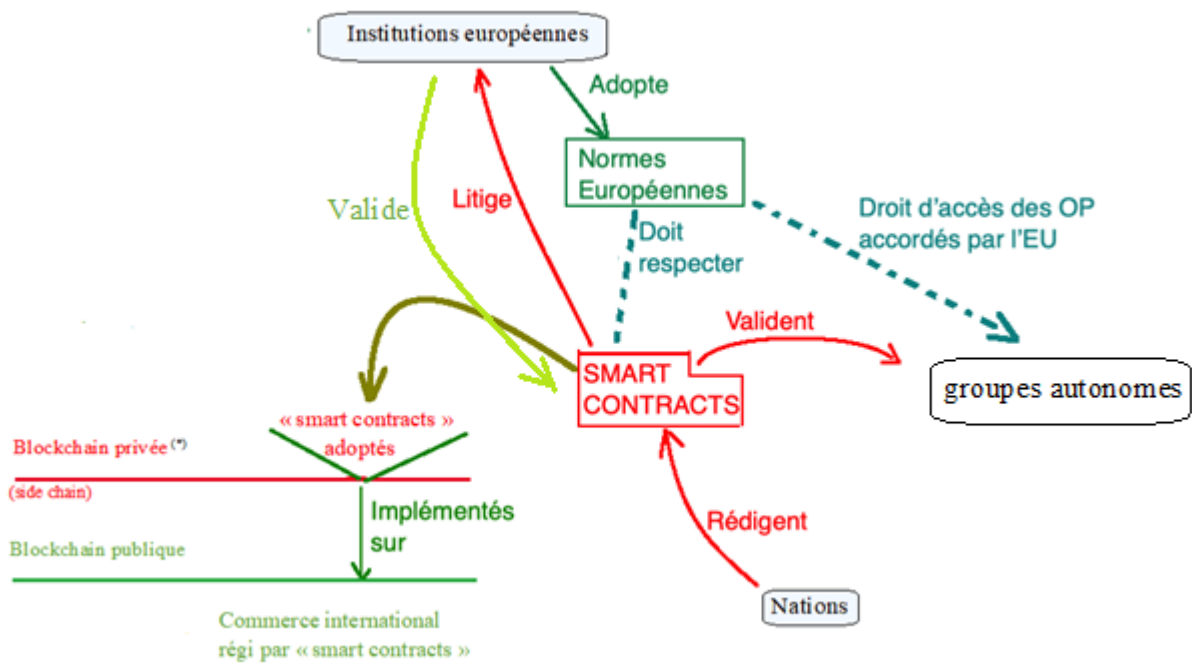 Institutions européennes
Adopte
Normes
Européennes
Valide
Litige
Doit
respecter
Droit d'accès des OP
accordés par l'EU
Valident
SMART
CONTRACTS
groupes autonomes
« smart contracts »
adoptés
Blockchain privée (*)
(side chain)
Implémentés
sur
Rédigent
Blockchain publique
Nations
Commerce international
régi par « smart contracts »